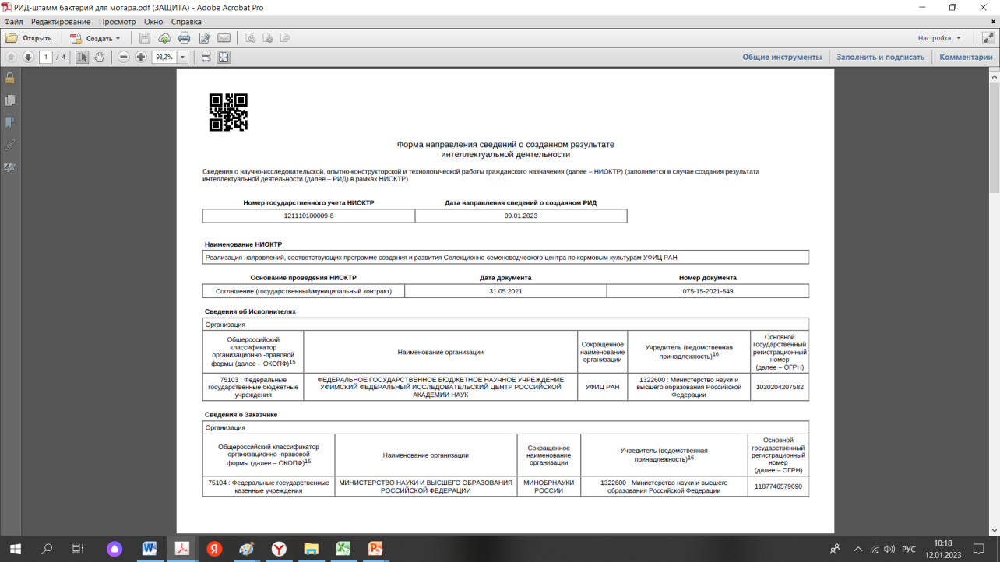 РИД-штамм бактерий для могара.pdf (ЗАЩИТА) - Adobe Acrobat Pro
Файл Редактирование Просмотр Окно Справка
Открыть Создать Настройка
1 / 4 98,2% Общие инструменты Заполнить и подписать Комментарии
Форма направления сведений о созданном результате
интеллектуальной деятельности
Сведения о научно-исследовательской, опытно-конструкторской и технологической работы гражданского назначения (далее – НИОКТР) (заполняется в случае создания результата
интеллектуальной деятельности (далее – РИД) в рамках НИОКТР)
Номер государственного учета НИОКТР Дата направления сведений о созданном РИД
121110100009-8 09.01.2023
Наименование НИОКТР
Реализация направлений, соответствующих программе создания и развития Селекционно-семеноводческого центра по кормовым культурам УФИЦ РАН
Основание проведения НИОКТР Дата документа Номер документа
Соглашение (государственный/муниципальный контракт) 31.05.2021 075-15-2021-549
Сведения об Исполнителях
Организация
Общероссийский
классификатор
организационно -правовой
формы (далее – ОКОПФ)15
Наименование организации
Сокращенное
наименование
организации
Учредитель (ведомственная
принадлежность)16
Основной
государственный
регистрационный
номер
(далее – ОГРН)
75103 : Федеральные
государственные бюджетные
учреждения
ФЕДЕРАЛЬНОЕ ГОСУДАРСТВЕННОЕ БЮДЖЕТНОЕ НАУЧНОЕ УЧРЕЖДЕНИЕ
УФИМСКИЙ ФЕДЕРАЛЬНЫЙ ИССЛЕДОВАТЕЛЬСКИЙ ЦЕНТР РОССИЙСКОЙ
АКАДЕМИИ НАУК
УФИЦ РАН
1322600 : Министерство науки и
высшего образования Российской
Федерации
1030204207582
Сведения о Заказчике
Организация
Общероссийский классификатор
организационно -правовой
формы (далее – ОКОПФ)15
Наименование организации
Сокращенное
наименование
организации
Учредитель (ведомственная
принадлежность)16
Основной
государственный
регистрационный
номер
(далее – ОГРН)
75104 : Федеральные государственные
казенные учреждения
МИНИСТЕРСТВО НАУКИ И ВЫСШЕГО ОБРАЗОВАНИЯ
РОССИЙСКОЙ ФЕДЕРАЦИИ
МИНОБРНАУКИ
РОССИИ
1322600 : Министерство науки и высшего
образования Российской Федерации
1187746579690
РУС
10:18
12.01.2023